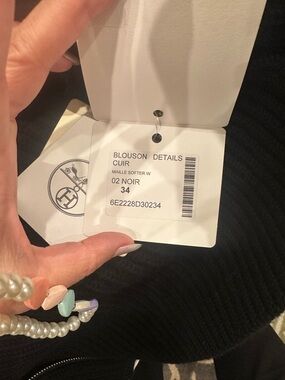 BLOUSON DETAILS
CUIR
MAILLE SOFTER W
02 NOIR
34
6E2228D30234
H